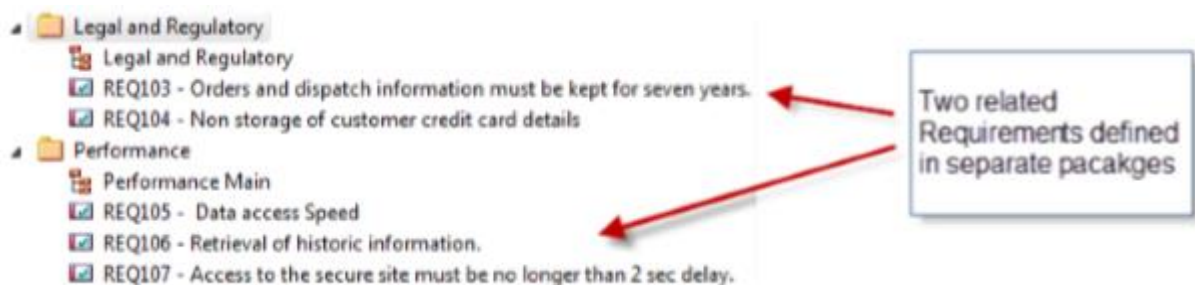 Legal and Regulatory
Legal and Regulatory
REQ103 - Orders and dispatch information must be kept for seven years.
REQ104 - Non storage of customer credit card details
Performance
Performance Main
REQ105 -  Data access Speed
REQ106 - Retrieval of historic information.
REQ107 - Access to the secure site must be no longer than 2 sec delay.
Two related
Requirements defined
in separate pacakges